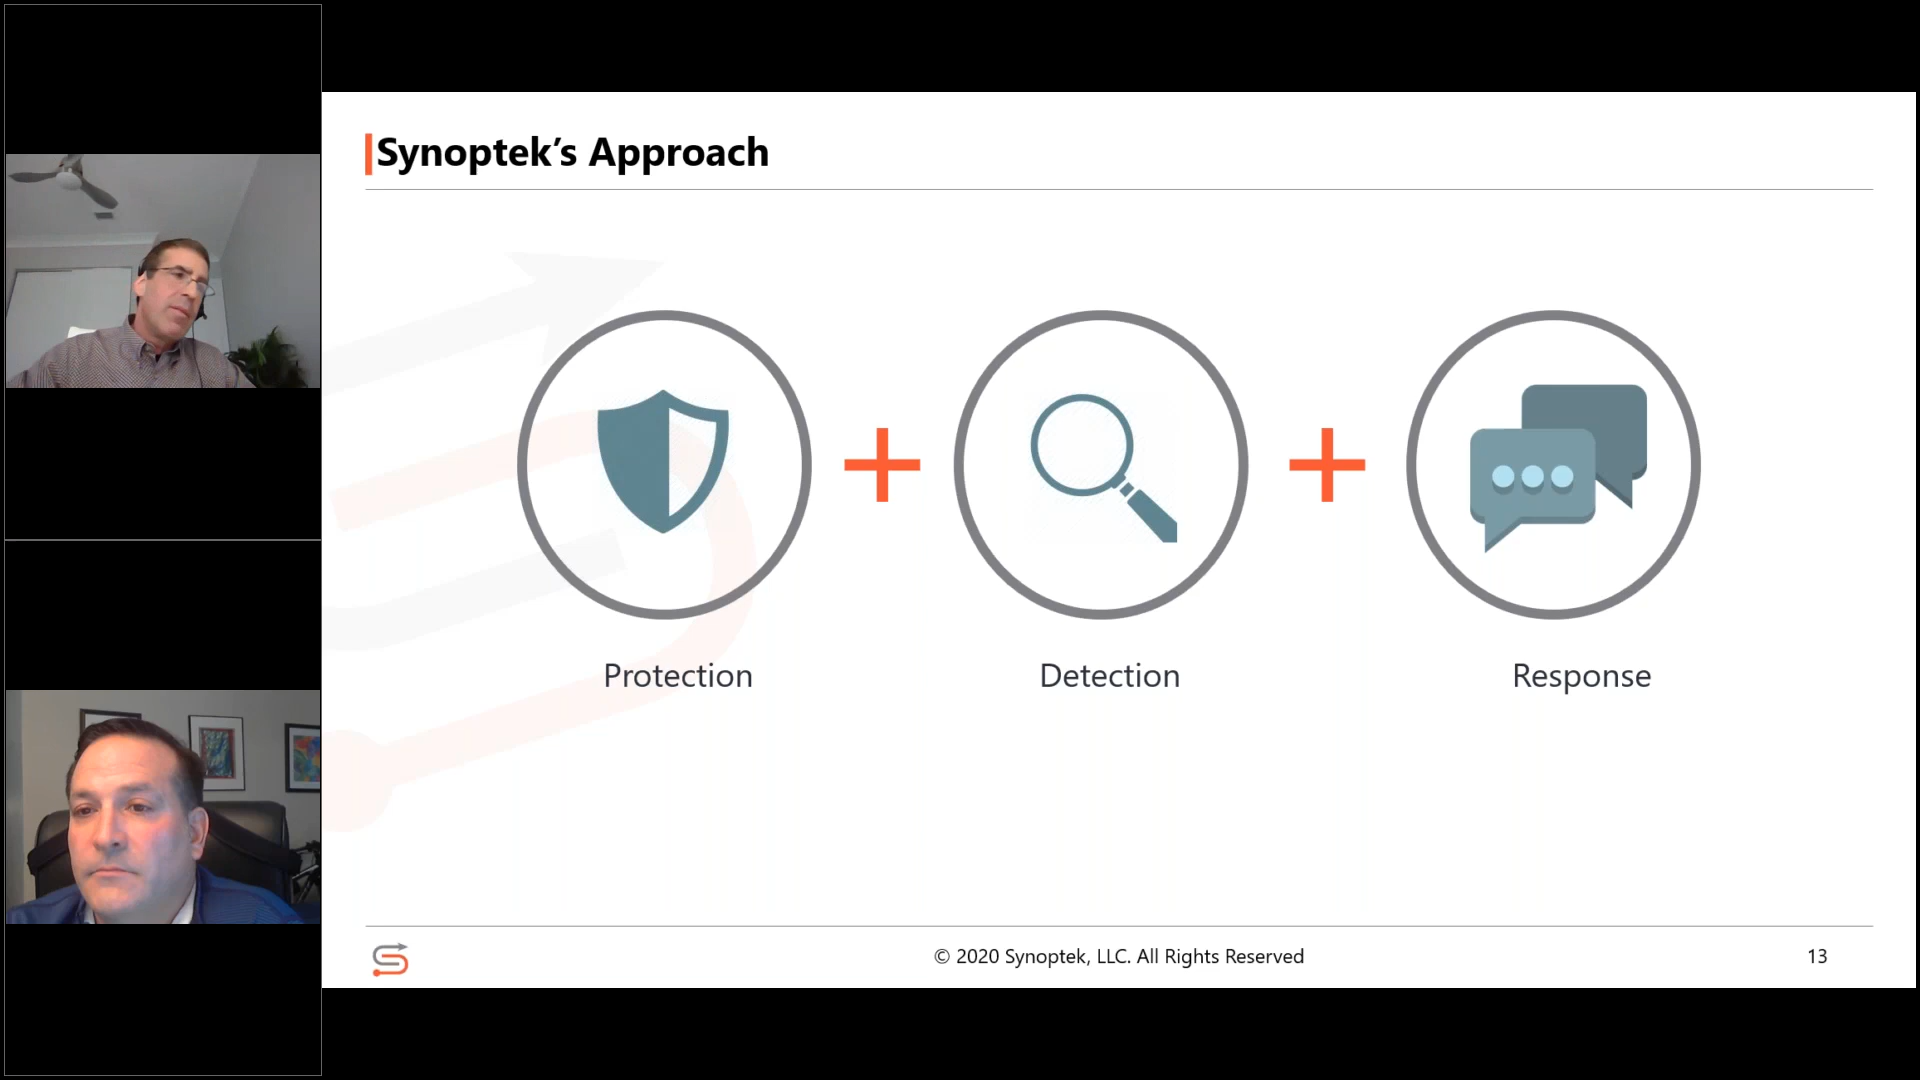 Synoptek’s Approach
Protection
Detection
Response
© 2020 Synoptek, LLC. All Rights Reserved
13